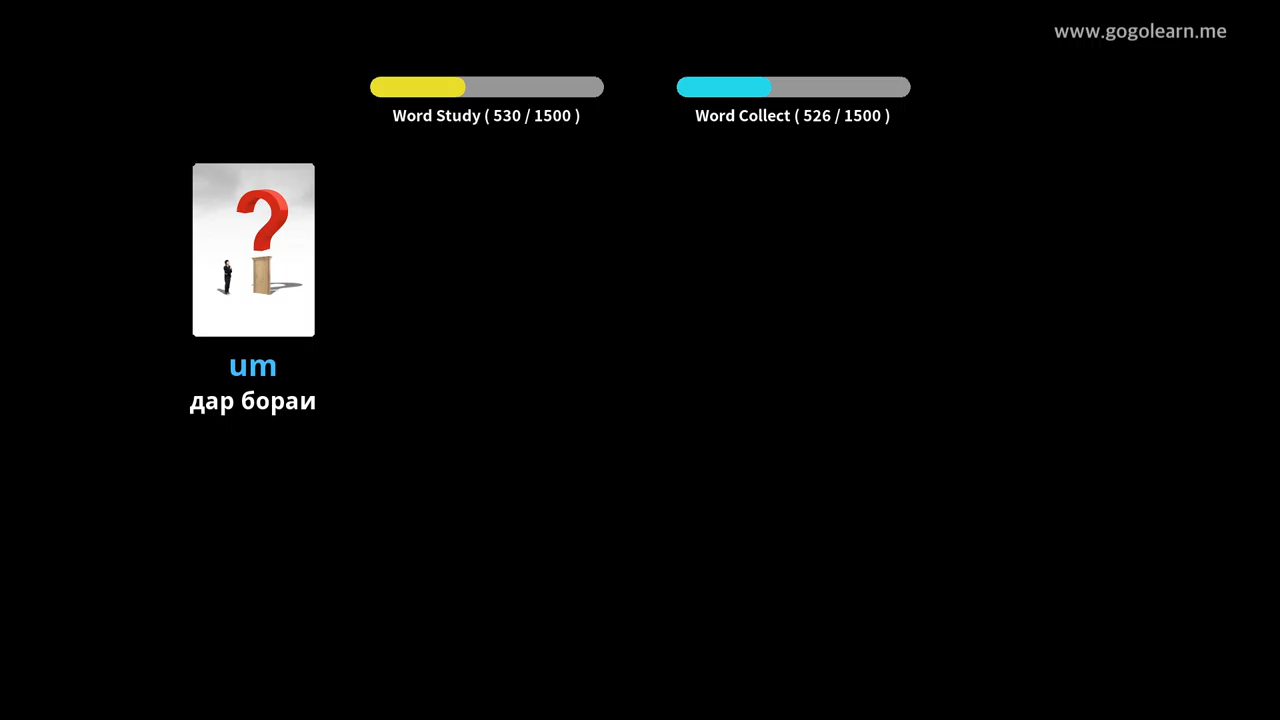 www.gogolearn.me
Word Study ( 530 / 1500 )
Word Collect ( 526 / 1500 )
um
дар бораи